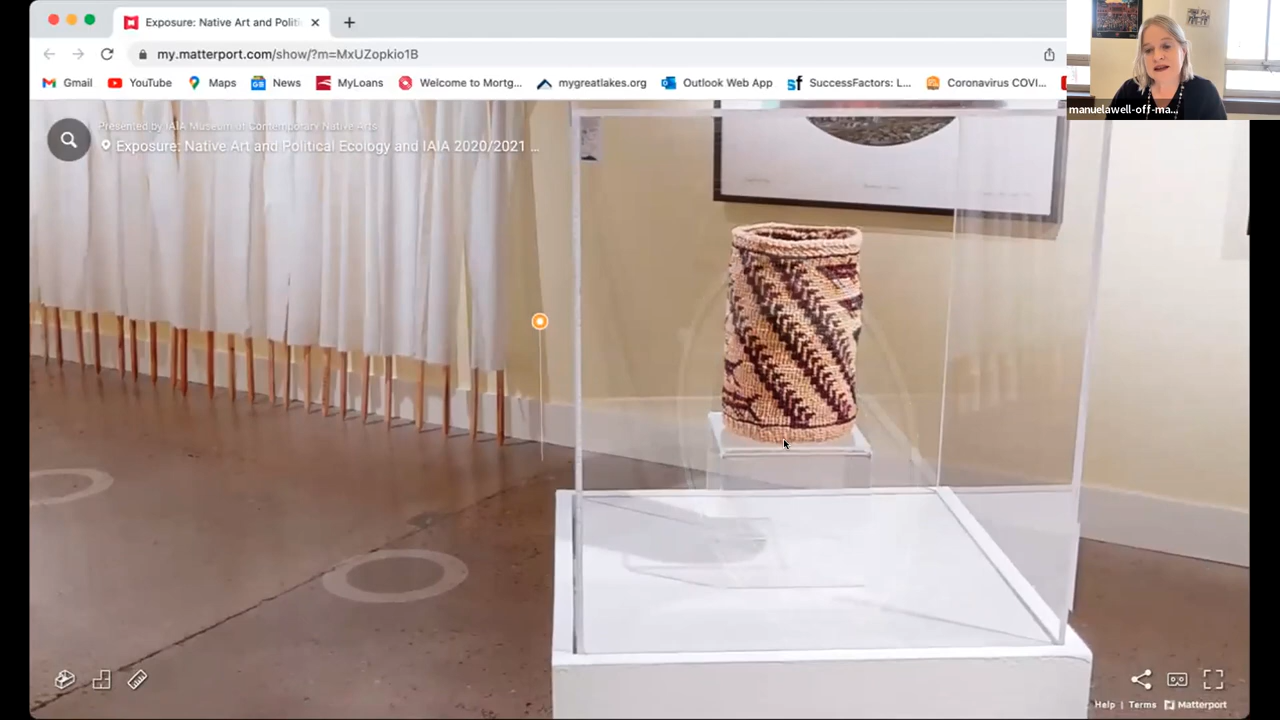 Exposure: Native Art and Politi
my.matterport.com/show/?m=MxUZopkio1B
Gmail YouTube Maps News MyLoans Welcome to Mortg... mygreatlakes.org Outlook Web App SuccessFactors: L... Coronavirus COVI...
manuelawell-off-ma...
Presented by IAIA Museum of Contemporary Native Arts
Exposure: Native Art and Political Ecology and IAIA 2020/2021 ...
Help | Terms Matterport